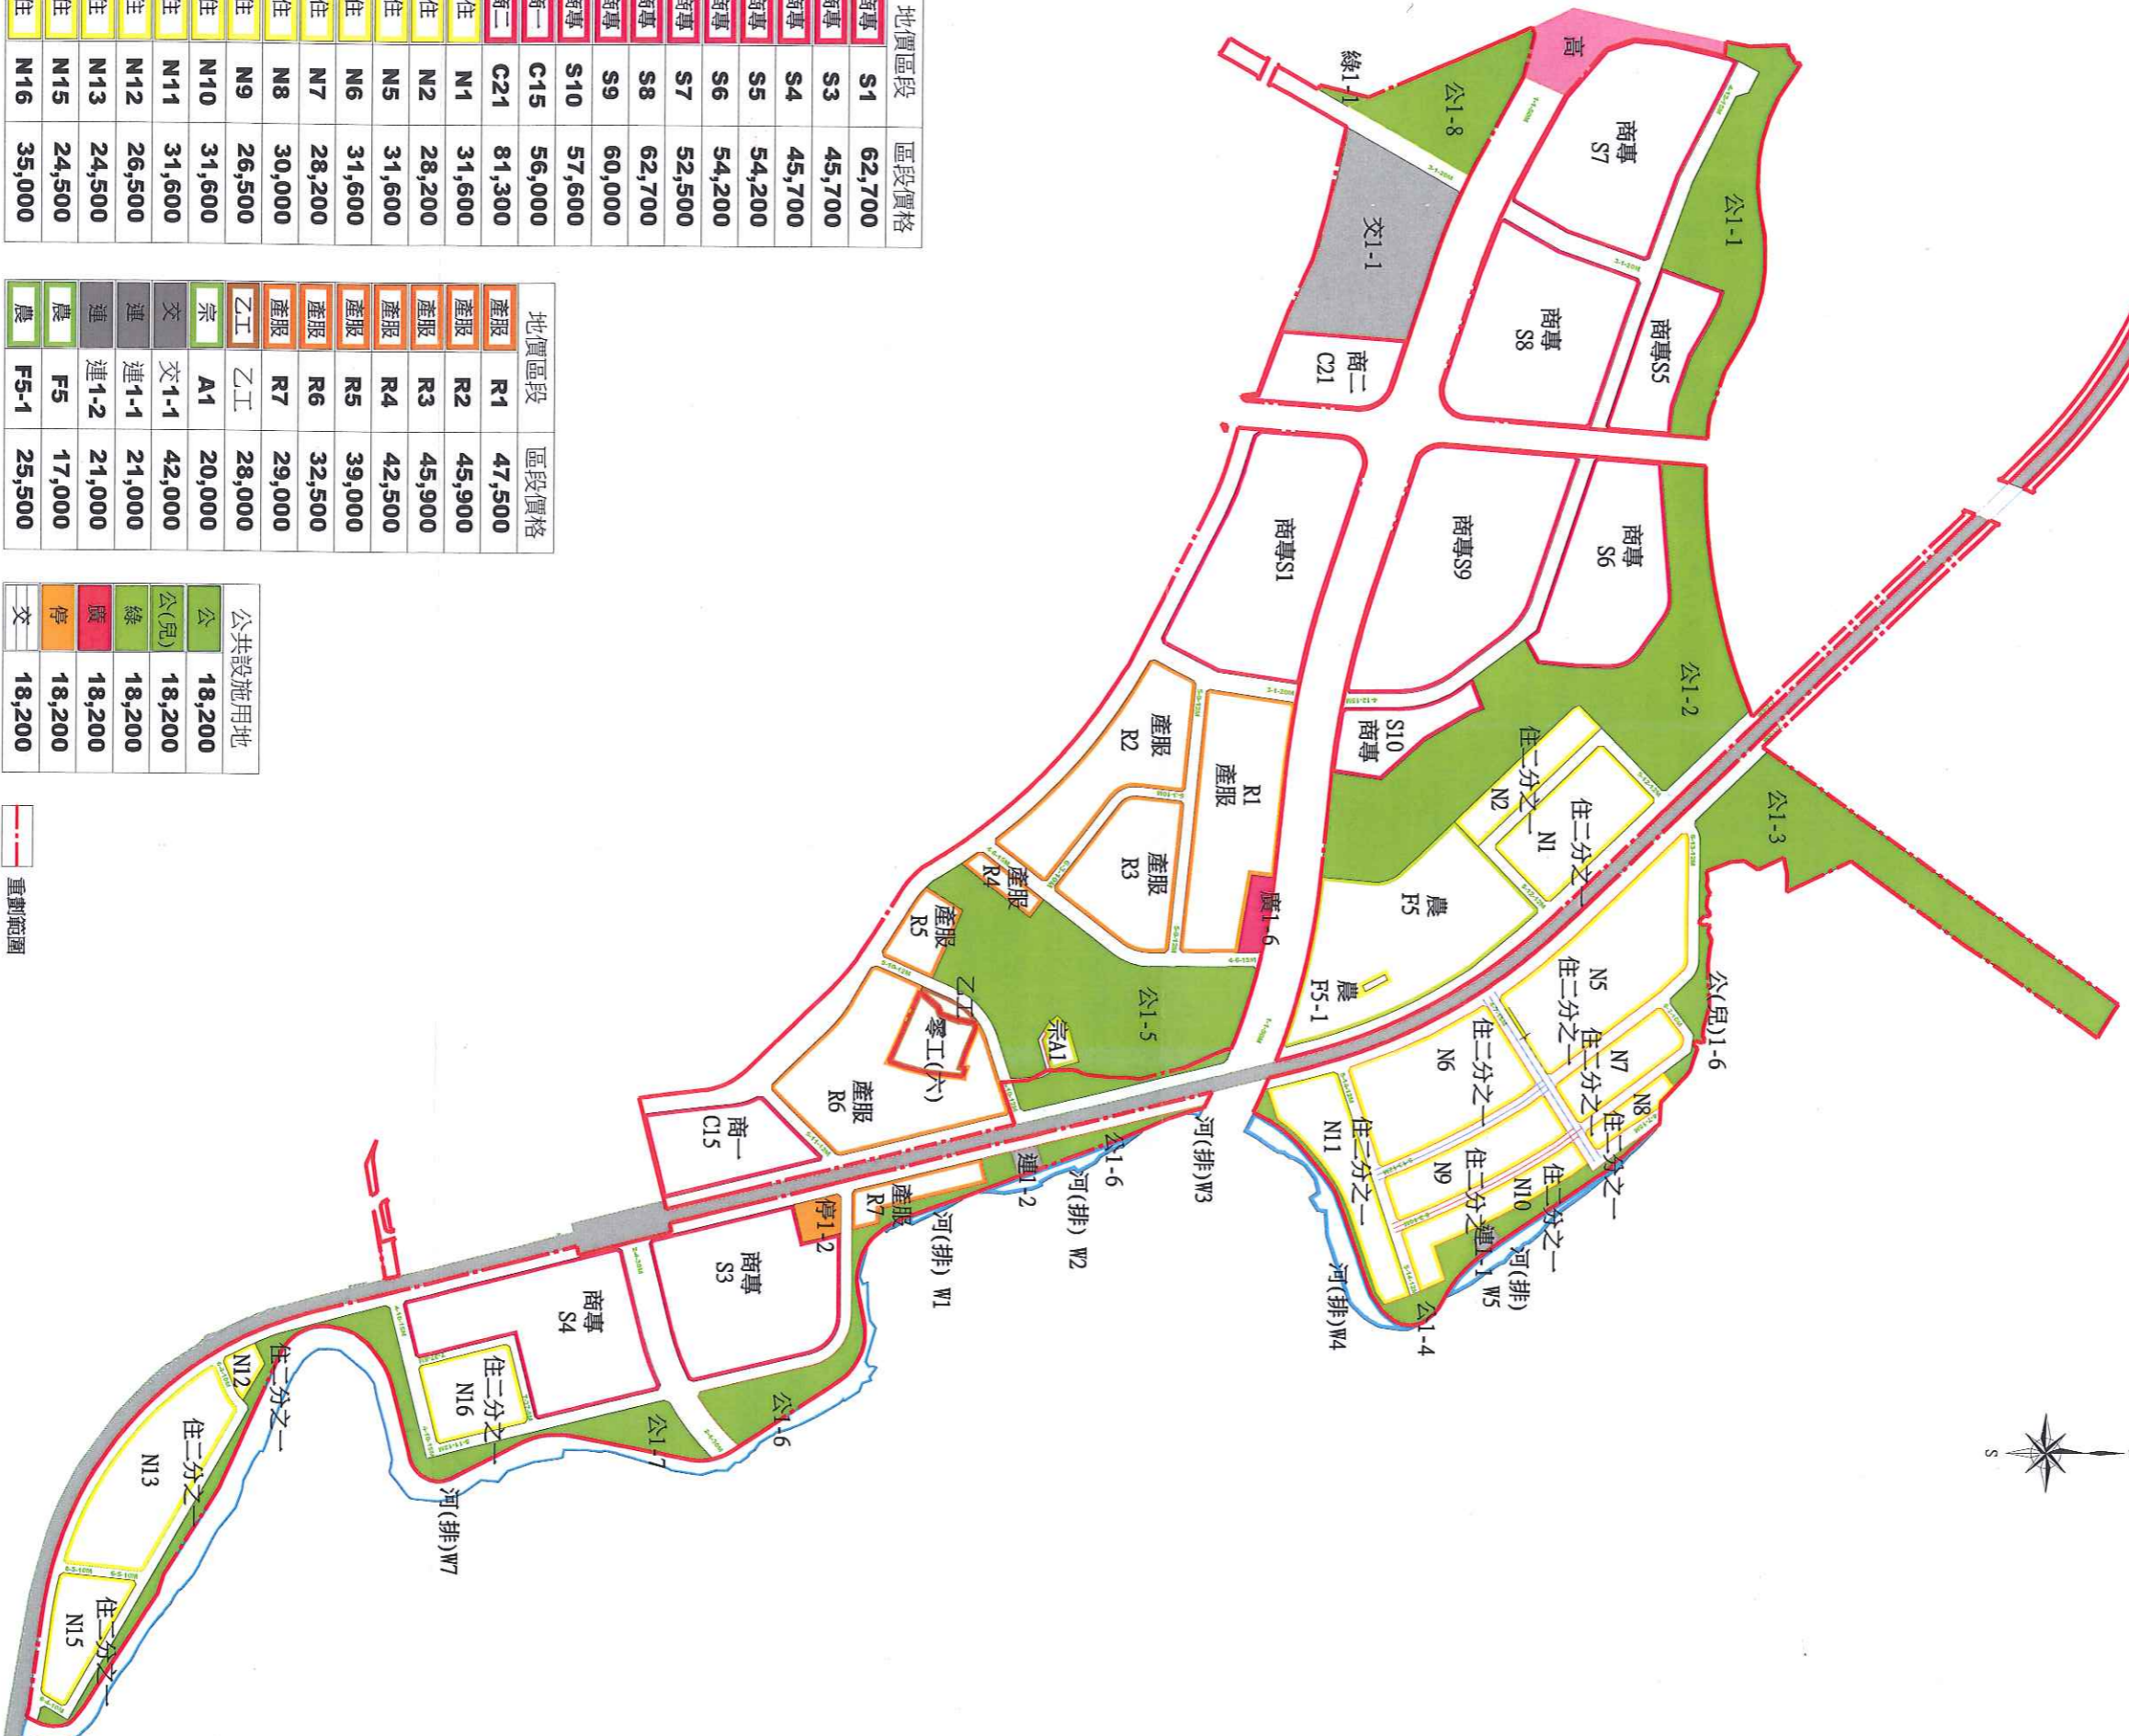 地價區段 區段價格
商專 S1 62,700
商專 S3 45,700
商專 S4 45,700
商專 S5 54,200
商專 S6 54,200
商專 S7 52,500
商專 S8 62,700
商專 S9 60,000
商專 S10 57,600
商一 C15 56,000
商二 C21 81,300
住 N1 31,600
住 N2 28,200
住 N5 31,600
住 N6 31,600
住 N7 28,200
住 N8 30,000
住 N9 26,500
住 N10 31,600
住 N11 31,600
住 N12 26,500
住 N13 24,500
住 N15 24,500
住 N16 35,000
地價區段 區段價格
產服 R1 47,500
產服 R2 45,900
產服 R3 45,900
產服 R4 42,500
產服 R5 39,000
產服 R6 32,500
產服 R7 29,000
乙工 乙工 28,000
宗 A1 20,000
交 交1-1 42,000
連 連1-1 21,000
連 連1-2 21,000
農 F5 17,000
農 F5-1 25,500
公共設施用地
公 18,200
公(兒) 18,200
綠 18,200
廣 18,200
停 18,200
交 18,200
重劃範圍
高
綠1-1
公1-8
商專
S7
公1-1
交1-1
商專
S8
商專S5
商二
C21
商專S1
商專S9
商專
S6
公1-2
公1-3
S10
商專
產服
R2
R1
產服
產服
R3
產服
R4
產服
R5
廣1-6
住二分之一
N2
住二分之一
N1
農
F5
農
F5-1
公1-5
宗A1
乙工
零工(六)
產服
R6
商一
C15
N5
住二分之一
公(兒)1-6
住二分之一
N6
N7
住二分之一
N8
住二分之一
住二分之一
N9
N10
住二分之一
住二分之一
N11
連1-1
河(排)
W5
公1-4
河(排)W4
河(排)W3
公1-6
連1-2
河(排) W2
產服
R7
河(排) W1
停1-2
商專
S3
商專
S4
住二分之一
N16
公1-6
公1-7
河(排)W7
住二分之一
N12
住二分之一
N13
住二分之一
N15
S